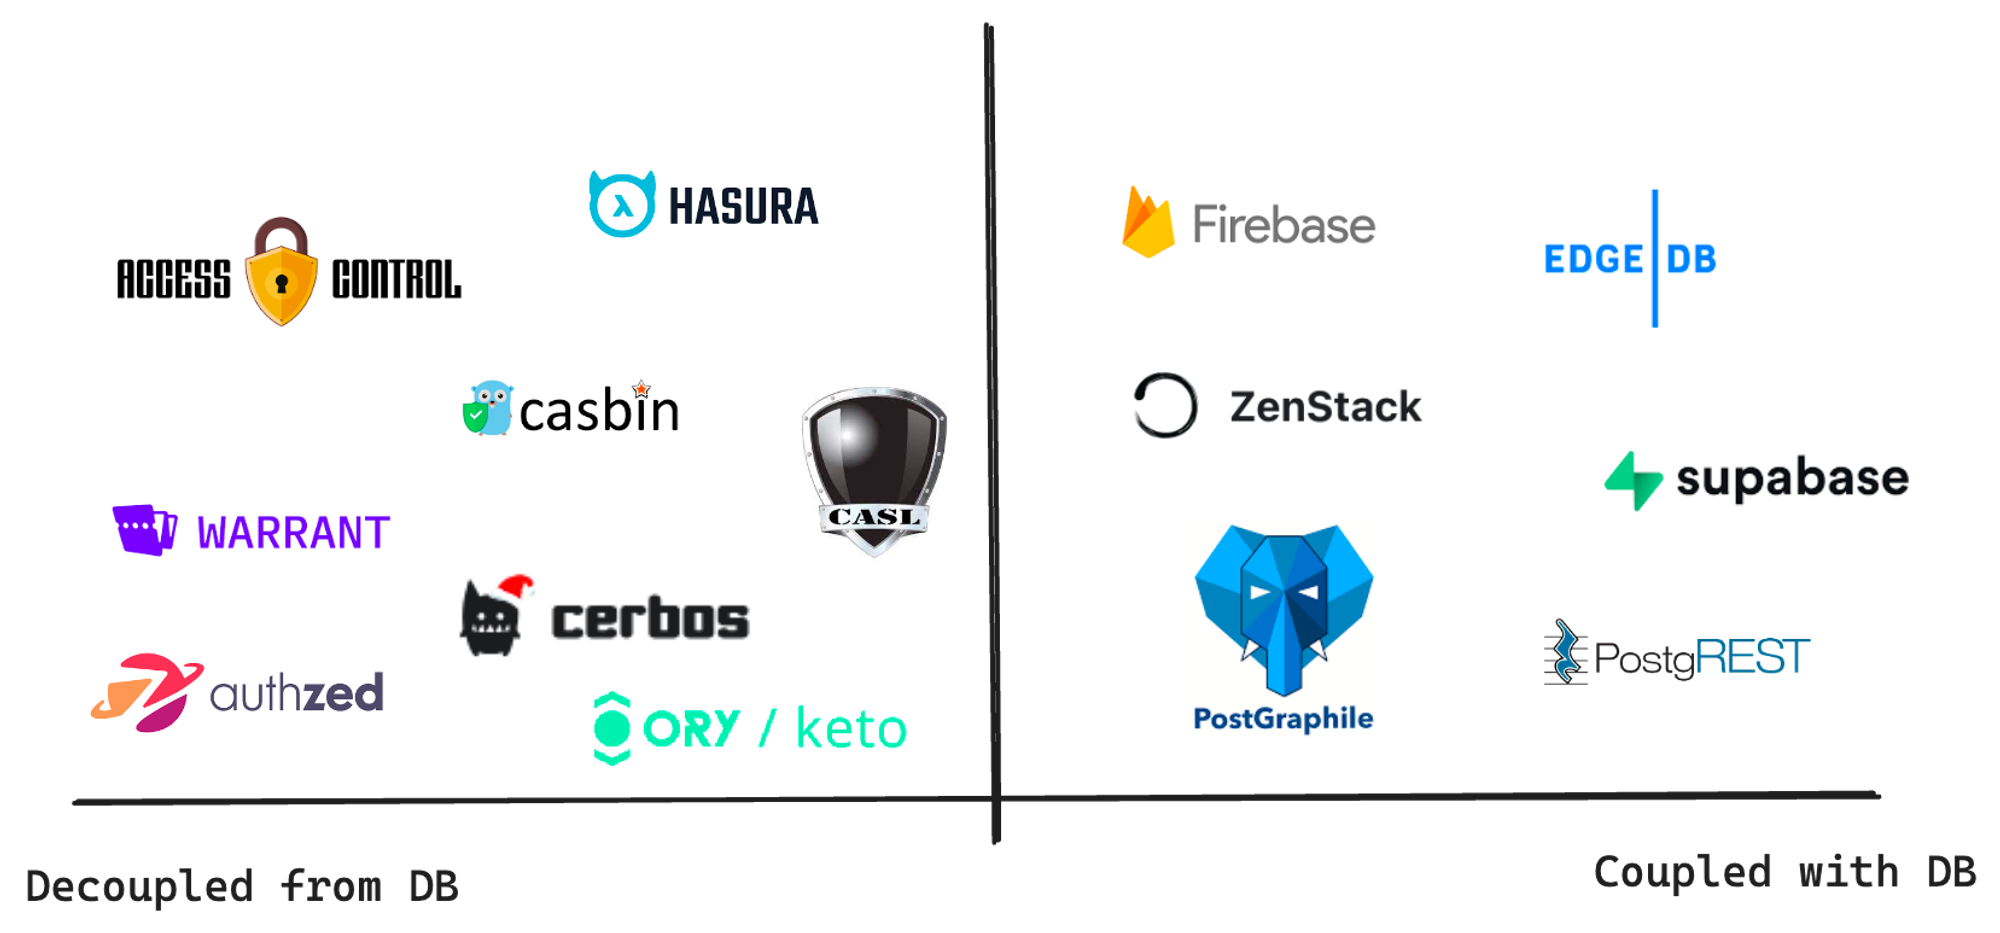 HASURA
ACCESS CONTROL
casbin
CASL
WARRANT
cerbos
authzed
ORY / keto
Firebase
EDGE DB
ZenStack
supabase
PostGraphile
PostgREST
Decoupled from DB
Coupled with DB